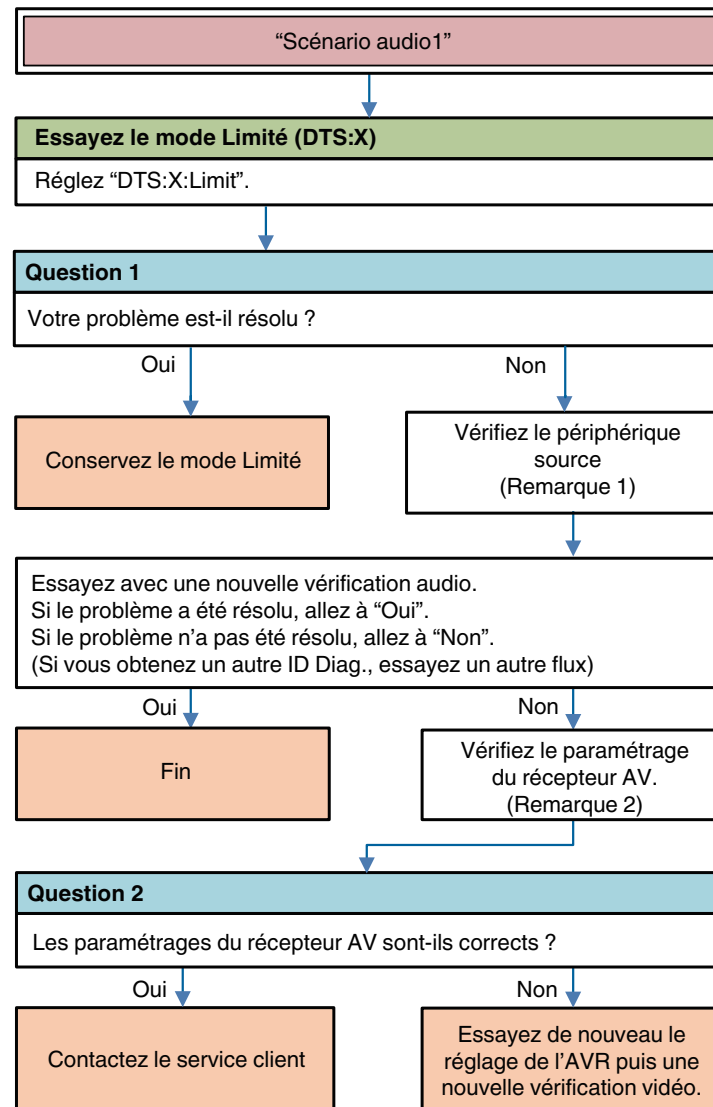 “Scénario audio1”
Essayez le mode Limité (DTS:X)
Réglez “DTS:X:Limit”.
Question 1
Votre problème est-il résolu ?
Oui
Non
Conservez le mode Limité
Vérifiez le périphérique
source
(Remarque 1)
Essayez avec une nouvelle vérification audio.
Si le problème a été résolu, allez à “Oui”.
Si le problème n’a pas été résolu, allez à “Non”.
(Si vous obtenez un autre ID Diag., essayez un autre flux)
Oui
Non
Fin
Vérifiez le paramétrage
du récepteur AV.
(Remarque 2)
Question 2
Les paramétrages du récepteur AV sont-ils corrects ?
Oui
Non
Contactez le service client
Essayez de nouveau le
réglage de l’AVR puis une
nouvelle vérification vidéo.